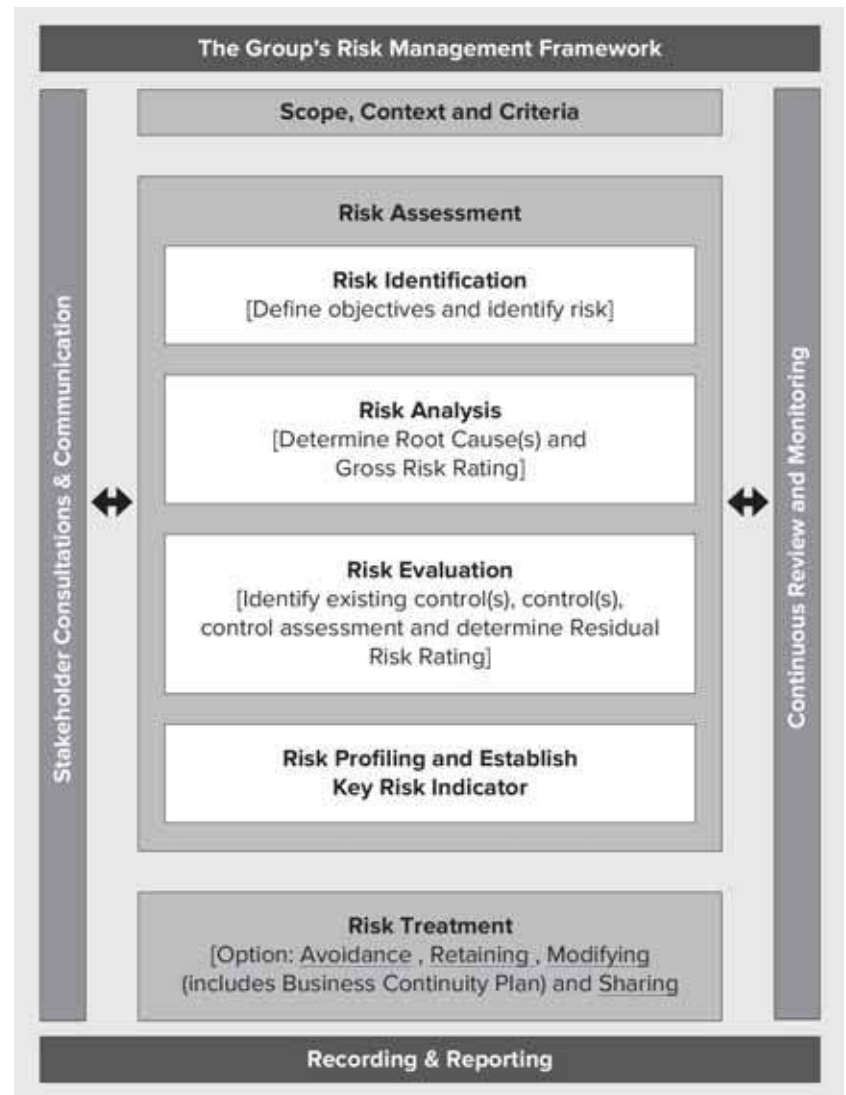 The Group's Risk Management Framework
Scope, Context and Criteria
Risk Assessment
Risk Identification
[Define objectives and identify risk]
Risk Analysis
[Determine Root Cause(s) and
Gross Risk Rating]
Risk Evaluation
[Identify existing control(s), control(s),
control assessment and determine Residual
Risk Rating]
Risk Profiling and Establish
Key Risk Indicator
Risk Treatment
[Option: Avoidance , Retaining , Modifying
(includes Business Continuity Plan) and Sharing
Stakeholder Consultations & Communication
Continuous Review and Monitoring
Recording & Reporting